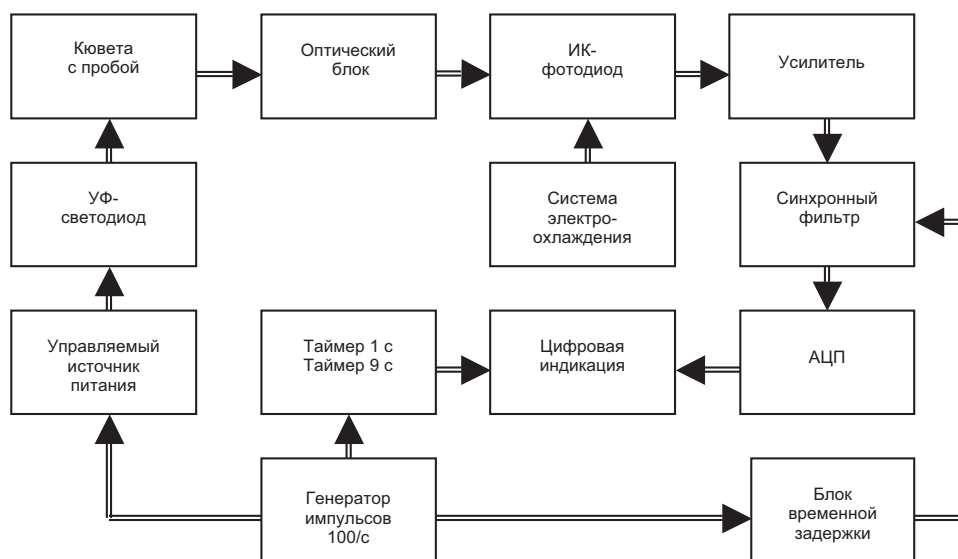 Кювета
с пробой
Оптический
блок
ИК-
фотодиод
Усилитель
УФ-
светодиод
Система
электро-
охлаждения
Синхронный
фильтр
Управляемый
источник
питания
Таймер 1 с
Таймер 9 с
Цифровая
индикация
АЦП
Генератор
импульсов
100/с
Блок
временной
задержки